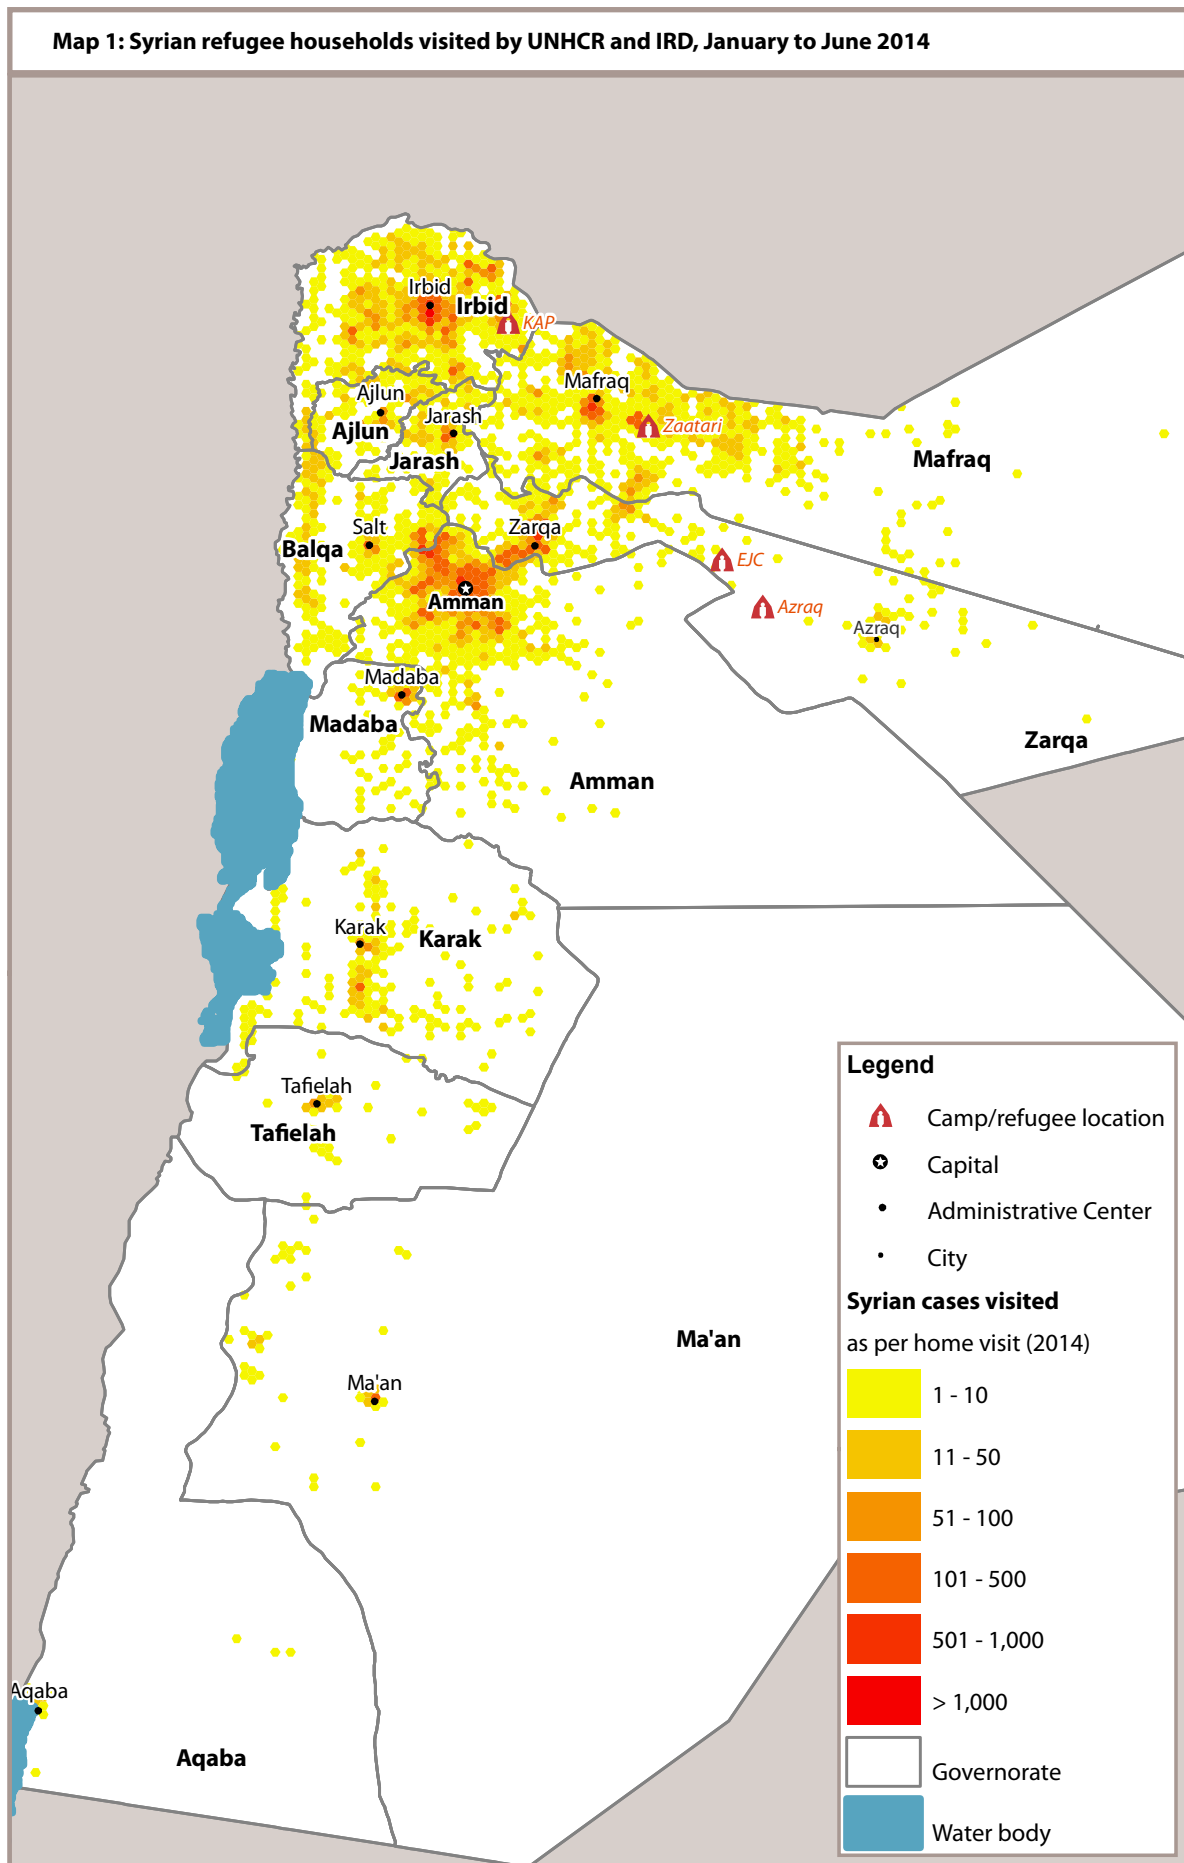 Map 1: Syrian refugee households visited by UNHCR and IRD, January to June 2014
Irbid
Irbid
KAP
Mafraq
Ajlun
Jarash
Zaatari
Ajlun
Jarash
Mafraq
Salt
Zarqa
Balqa
EJC
Amman
Azraq
Azraq
Madaba
Madaba
Zarqa
Amman
Karak
Karak
Tafielah
Tafielah
Ma'an
Ma'an
Aqaba
Aqaba
Legend
Camp/refugee location
Capital
Administrative Center
City
Syrian cases visited
as per home visit (2014)
1 - 10
11 - 50
51 - 100
101 - 500
501 - 1,000
> 1,000
Governorate
Water body